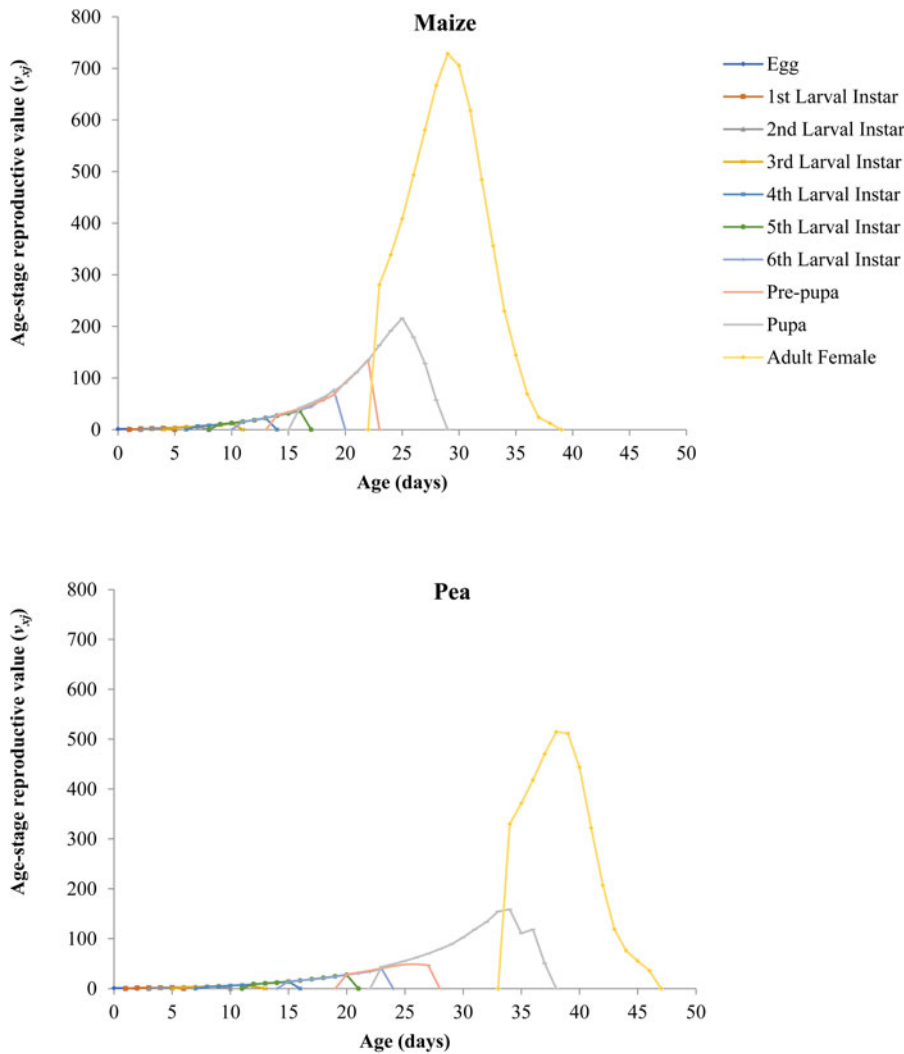 Maize
Age-stage reproductive value (vxj)
800
700
600
500
400
300
200
100
0
0 5 10 15 20 25 30 35 40 45 50
Age (days)
Egg
1st Larval Instar
2nd Larval Instar
3rd Larval Instar
4th Larval Instar
5th Larval Instar
6th Larval Instar
Pre-pupa
Pupa
Adult Female
Pea
Age-stage reproductive value (vxj)
800
700
600
500
400
300
200
100
0
0 5 10 15 20 25 30 35 40 45 50
Age (days)